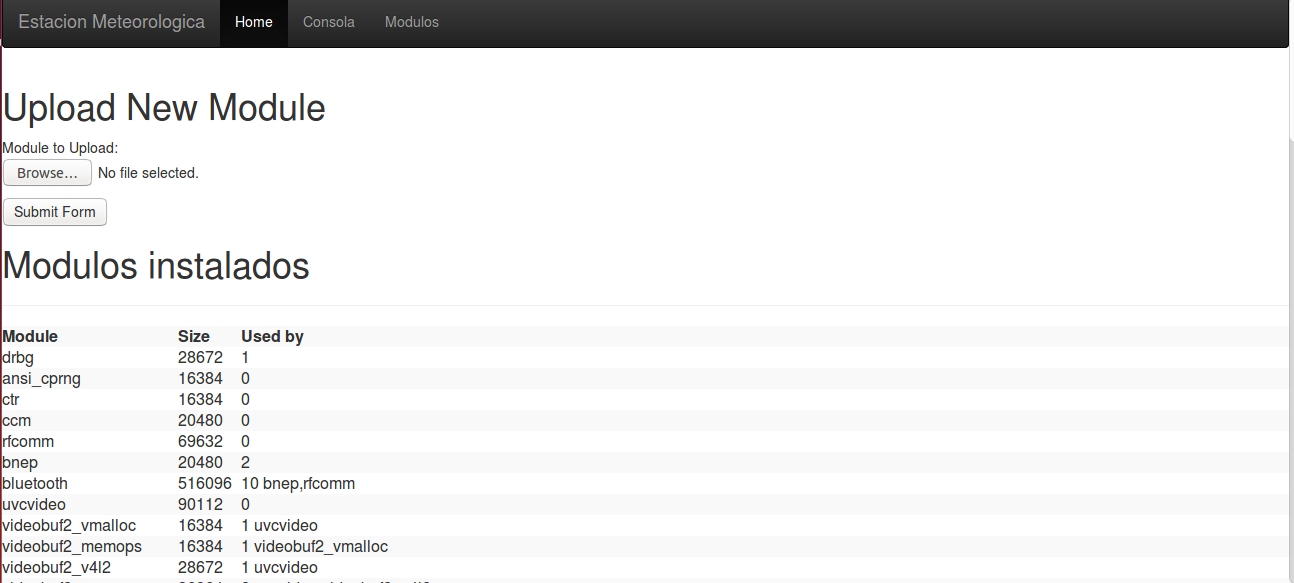 Estacion Meteorologica Home Consola Modulos
Upload New Module
Module to Upload:
Browse... No file selected.
Submit Form
Modulos instalados
Module Size Used by
drbg 28672 1
ansi_cprng 16384 0
ctr 16384 0
ccm 20480 0
rfcomm 69632 0
bnep 20480 2
bluetooth 516096 10 bnep,rfcomm
uvcvideo 90112 0
videobuf2_vmalloc 16384 1 uvcvideo
videobuf2_memops 16384 1 videobuf2_vmalloc
videobuf2_v4l2 28672 1 uvcvideo